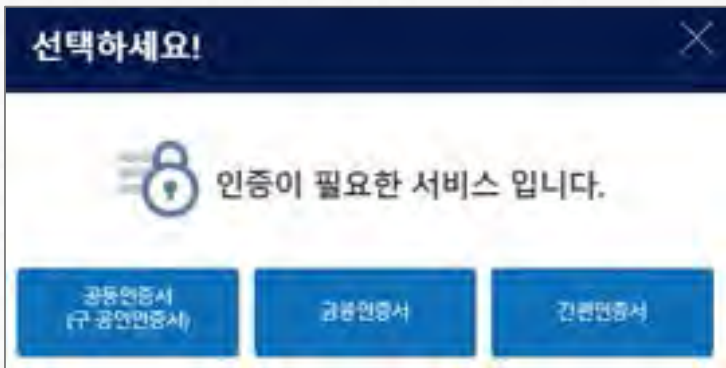 선택하세요!
인증이 필요한 서비스 입니다.
공동인증서
(구 공인인증서)
금융인증서
간편인증서